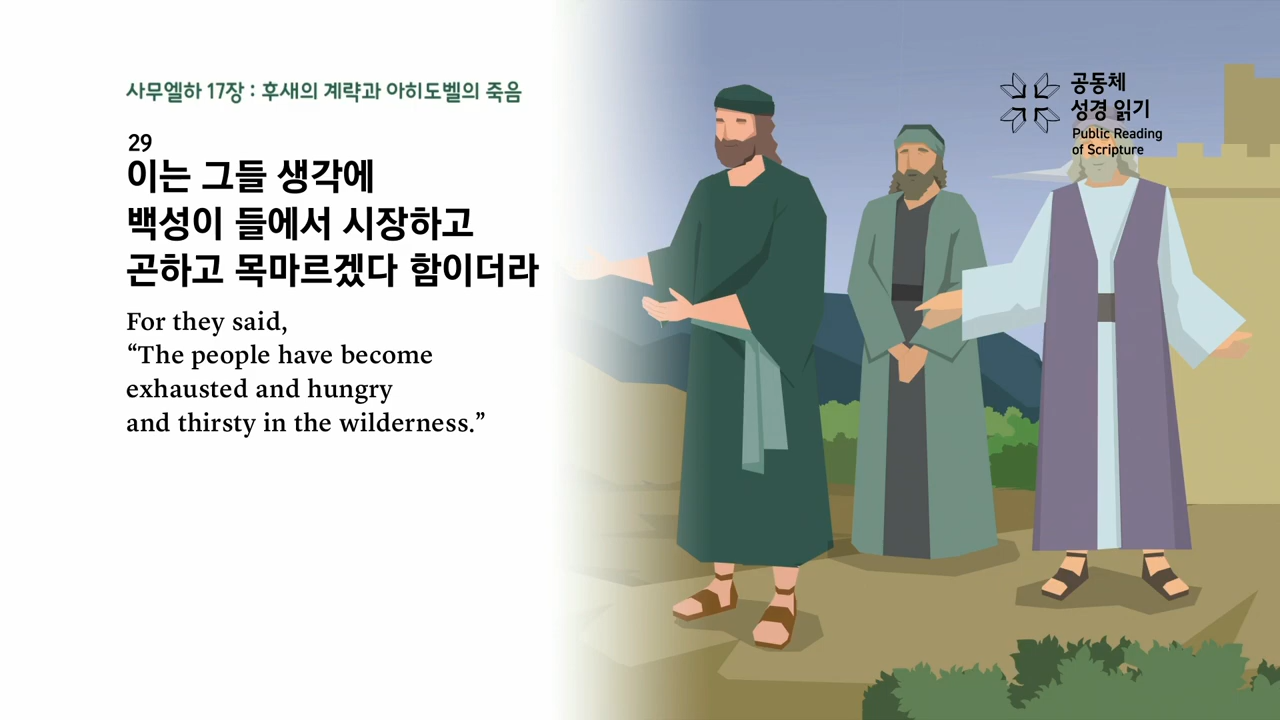 사무엘하 17장 : 후새의 계략과 아히도벨의 죽음
29
이는 그들 생각에
백성이 들에서 시장하고
곤하고 목마르겠다 함이더라
For they said,
“The people have become
exhausted and hungry
and thirsty in the wilderness.”
공동체
성경 읽기
Public Reading
of Scripture